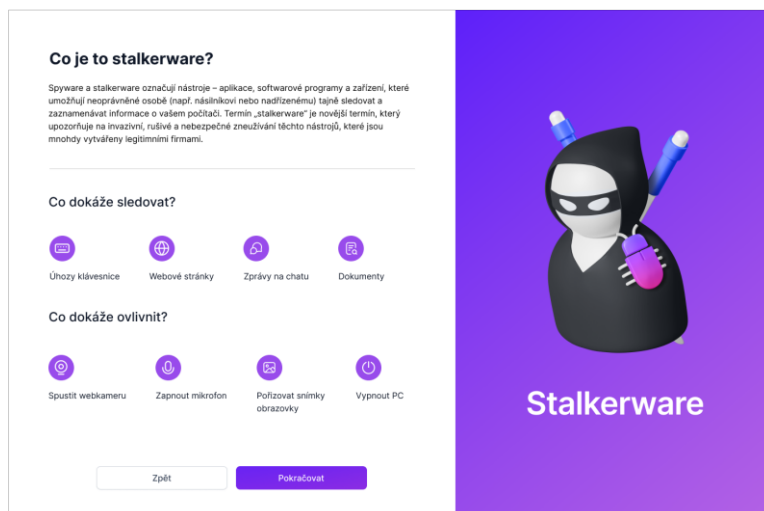 Co je to stalkerware?
Spyware a stalkerware označují nástroje – aplikace, softwarové programy a zařízení, které
umožňují neoprávněné osobě (např. násilníkovi nebo nadřízenému) tajně sledovat a
zaznamenávat informace o vašem počítači. Termín „stalkerware“ je novější termín, který
upozorňuje na invazivní, rušivé a nebezpečné zneužívání těchto nástrojů, které jsou
mnohdy vytvářeny legitimními firmami.
Co dokáže sledovat?
Úhozy klávesnice Webové stránky Zprávy na chatu Dokumenty
Co dokáže ovlivnit?
Spustit webkameru Zapnout mikrofon Pořizovat snímky Vypnout PC
obrazovky
Zpět Pokračovat
Stalkerware